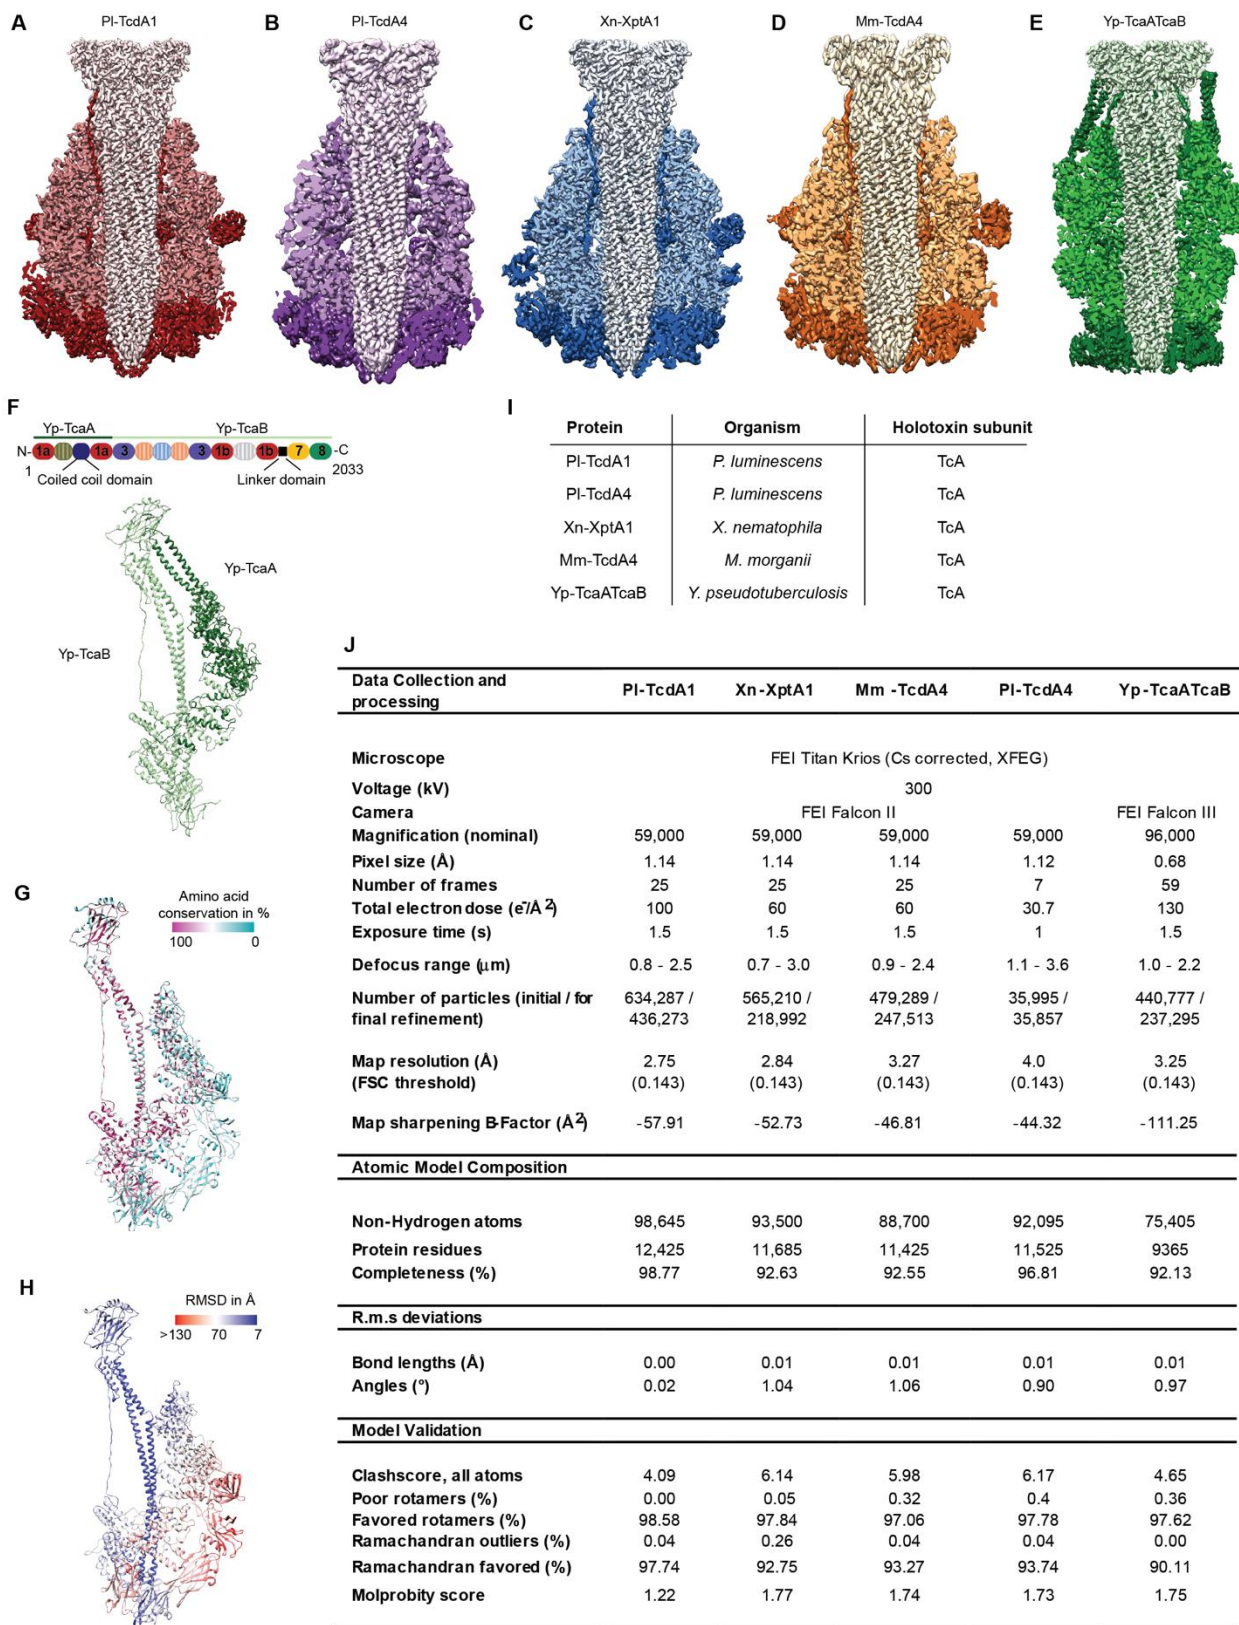 A Pl-TcdA1 B Pl-TcdA4 C Xn-XptA1 D Mm-TcdA4 E Yp-TcaATcaB
F
Yp-TcaA Yp-TcaB
N- 1a 1a 3 3 1b 1b 7 8 -C
1 2033
Coiled coil domain Linker domain
Yp-TcaA
Yp-TcaB
G
Amino acid
conservation in %
100 0
H
RMSD in Å
>130 70 7
I
Protein Organism Holotoxin subunit
Pl-TcdA1 P. luminescens TcA
Pl-TcdA4 P. luminescens TcA
Xn-XptA1 X. nematophila TcA
Mm-TcdA4 M. morganii TcA
Yp-TcaATcaB Y. pseudotuberculosis TcA
J
Data Collection and Pl-TcdA1 Xn-XptA1 Mm -TcdA4 Pl-TcdA4 Yp-TcaATcaB
processing
Microscope FEI Titan Krios (Cs corrected, XFEG)
Voltage (kV) 300
Camera FEI Falcon II FEI Falcon III
Magnification (nominal) 59,000 59,000 59,000 59,000 96,000
Pixel size (Å) 1.14 1.14 1.14 1.12 0.68
Number of frames 25 25 25 7 59
Total electron dose (e⁻/Å²) 100 60 60 30.7 130
Exposure time (s) 1.5 1.5 1.5 1 1.5
Defocus range (μm) 0.8 - 2.5 0.7 - 3.0 0.9 - 2.4 1.1 - 3.6 1.0 - 2.2
Number of particles (initial / for 634,287 / 565,210 / 479,289 / 35,995 / 440,777 /
final refinement) 436,273 218,992 247,513 35,857 237,295
Map resolution (Å) 2.75 2.84 3.27 4.0 3.25
(FSC threshold) (0.143) (0.143) (0.143) (0.143) (0.143)
Map sharpening B-Factor (Å²) -57.91 -52.73 -46.81 -44.32 -111.25
Atomic Model Composition
Non-Hydrogen atoms 98,645 93,500 88,700 92,095 75,405
Protein residues 12,425 11,685 11,425 11,525 9365
Completeness (%) 98.77 92.63 92.55 96.81 92.13
R.m.s deviations
Bond lengths (Å) 0.00 0.01 0.01 0.01 0.01
Angles (°) 0.02 1.04 1.06 0.90 0.97
Model Validation
Clashscore, all atoms 4.09 6.14 5.98 6.17 4.65
Poor rotamers (%) 0.00 0.05 0.32 0.4 0.36
Favored rotamers (%) 98.58 97.84 97.06 97.78 97.62
Ramachandran outliers (%) 0.04 0.26 0.04 0.04 0.00
Ramachandran favored (%) 97.74 92.75 93.27 93.74 90.11
Molprobity score 1.22 1.77 1.74 1.73 1.75